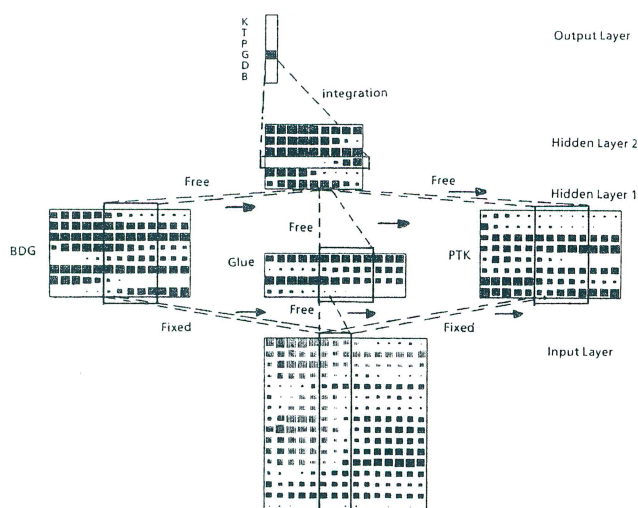 K
T
P
G
D
B
Output Layer
integration
Hidden Layer 2
Free
Free
Hidden Layer 1
BDG
Free
Glue
PTK
Fixed
Free
Fixed
Input Layer